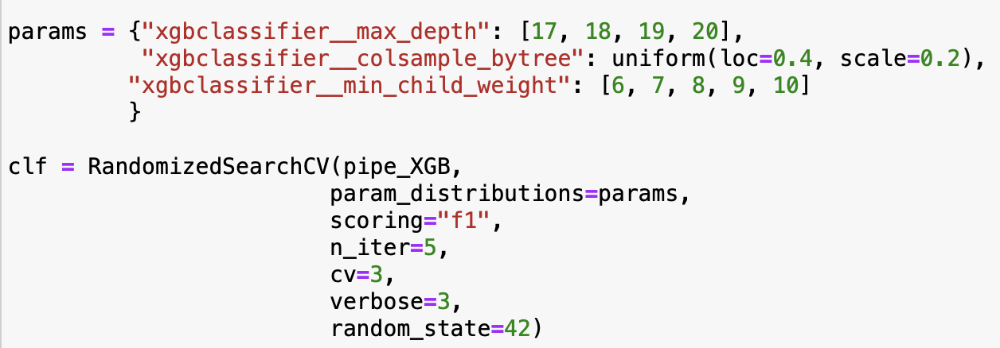 params = {"xgbclassifier__max_depth": [17, 18, 19, 20],
"xgbclassifier__colsample_bytree": uniform(loc=0.4, scale=0.2),
"xgbclassifier__min_child_weight": [6, 7, 8, 9, 10]
}
clf = RandomizedSearchCV(pipe_XGB,
param_distributions=params,
scoring="f1",
n_iter=5,
cv=3,
verbose=3,
random_state=42)